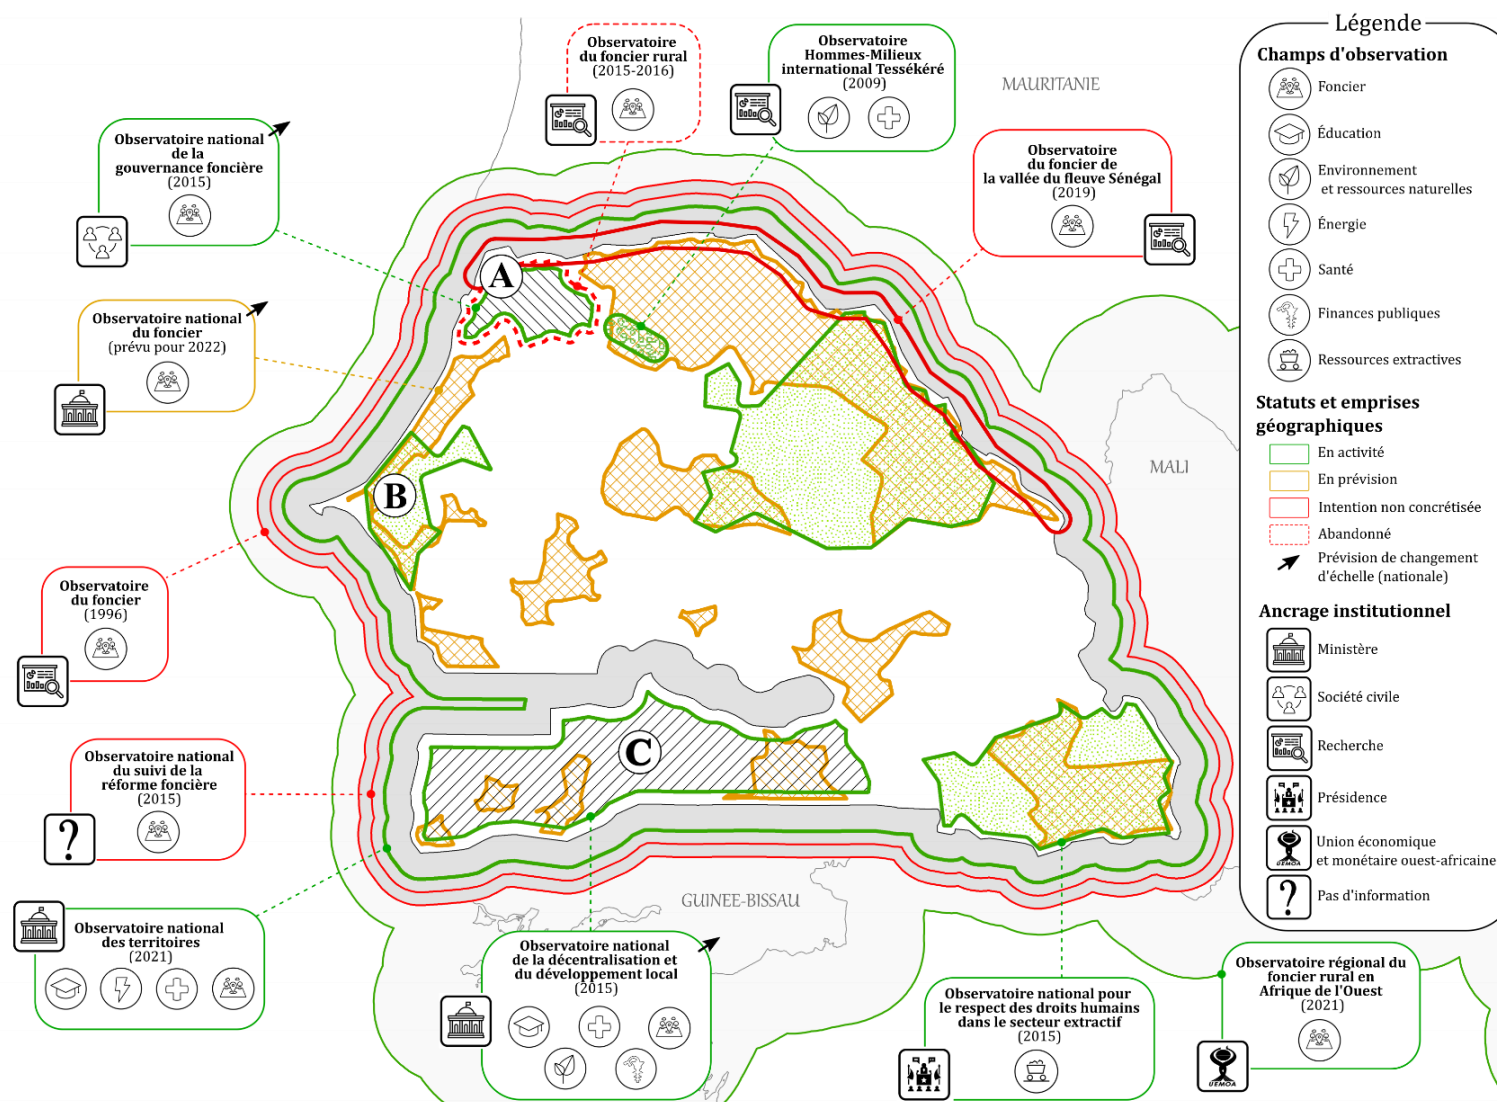 Observatoire
du foncier rural
(2015-2016)
Observatoire
Hommes-Milieux
international Tessékéré
(2009)
MAURITANIE
Observatoire national
de la
gouvernance foncière
(2015)
Observatoire
du foncier de
la vallée du fleuve Sénégal
(2019)
A
Observatoire national
du foncier
(prévu pour 2022)
MALI
B
Observatoire
du foncier
(1996)
C
Observatoire national
du suivi de la
réforme foncière
(2015)
?
GUINEE-BISSAU
Observatoire national
des territoires
(2021)
Observatoire national
de la décentralisation et
du développement local
(2015)
Observatoire national pour
le respect des droits humains
dans le secteur extractif
(2015)
Observatoire régional du
foncier rural en
Afrique de l'Ouest
(2021)
UEMOA
Légende
Champs d'observation
Foncier
Éducation
Environnement
et ressources naturelles
Énergie
Santé
Finances publiques
Ressources extractives
Statuts et emprises
géographiques
En activité
En prévision
Intention non concrétisée
Abandonné
Prévision de changement
d'échelle (nationale)
Ancrage institutionnel
Ministère
Société civile
Recherche
Présidence
UEMOA
Union économique
et monétaire ouest-africaine
?
Pas d'information